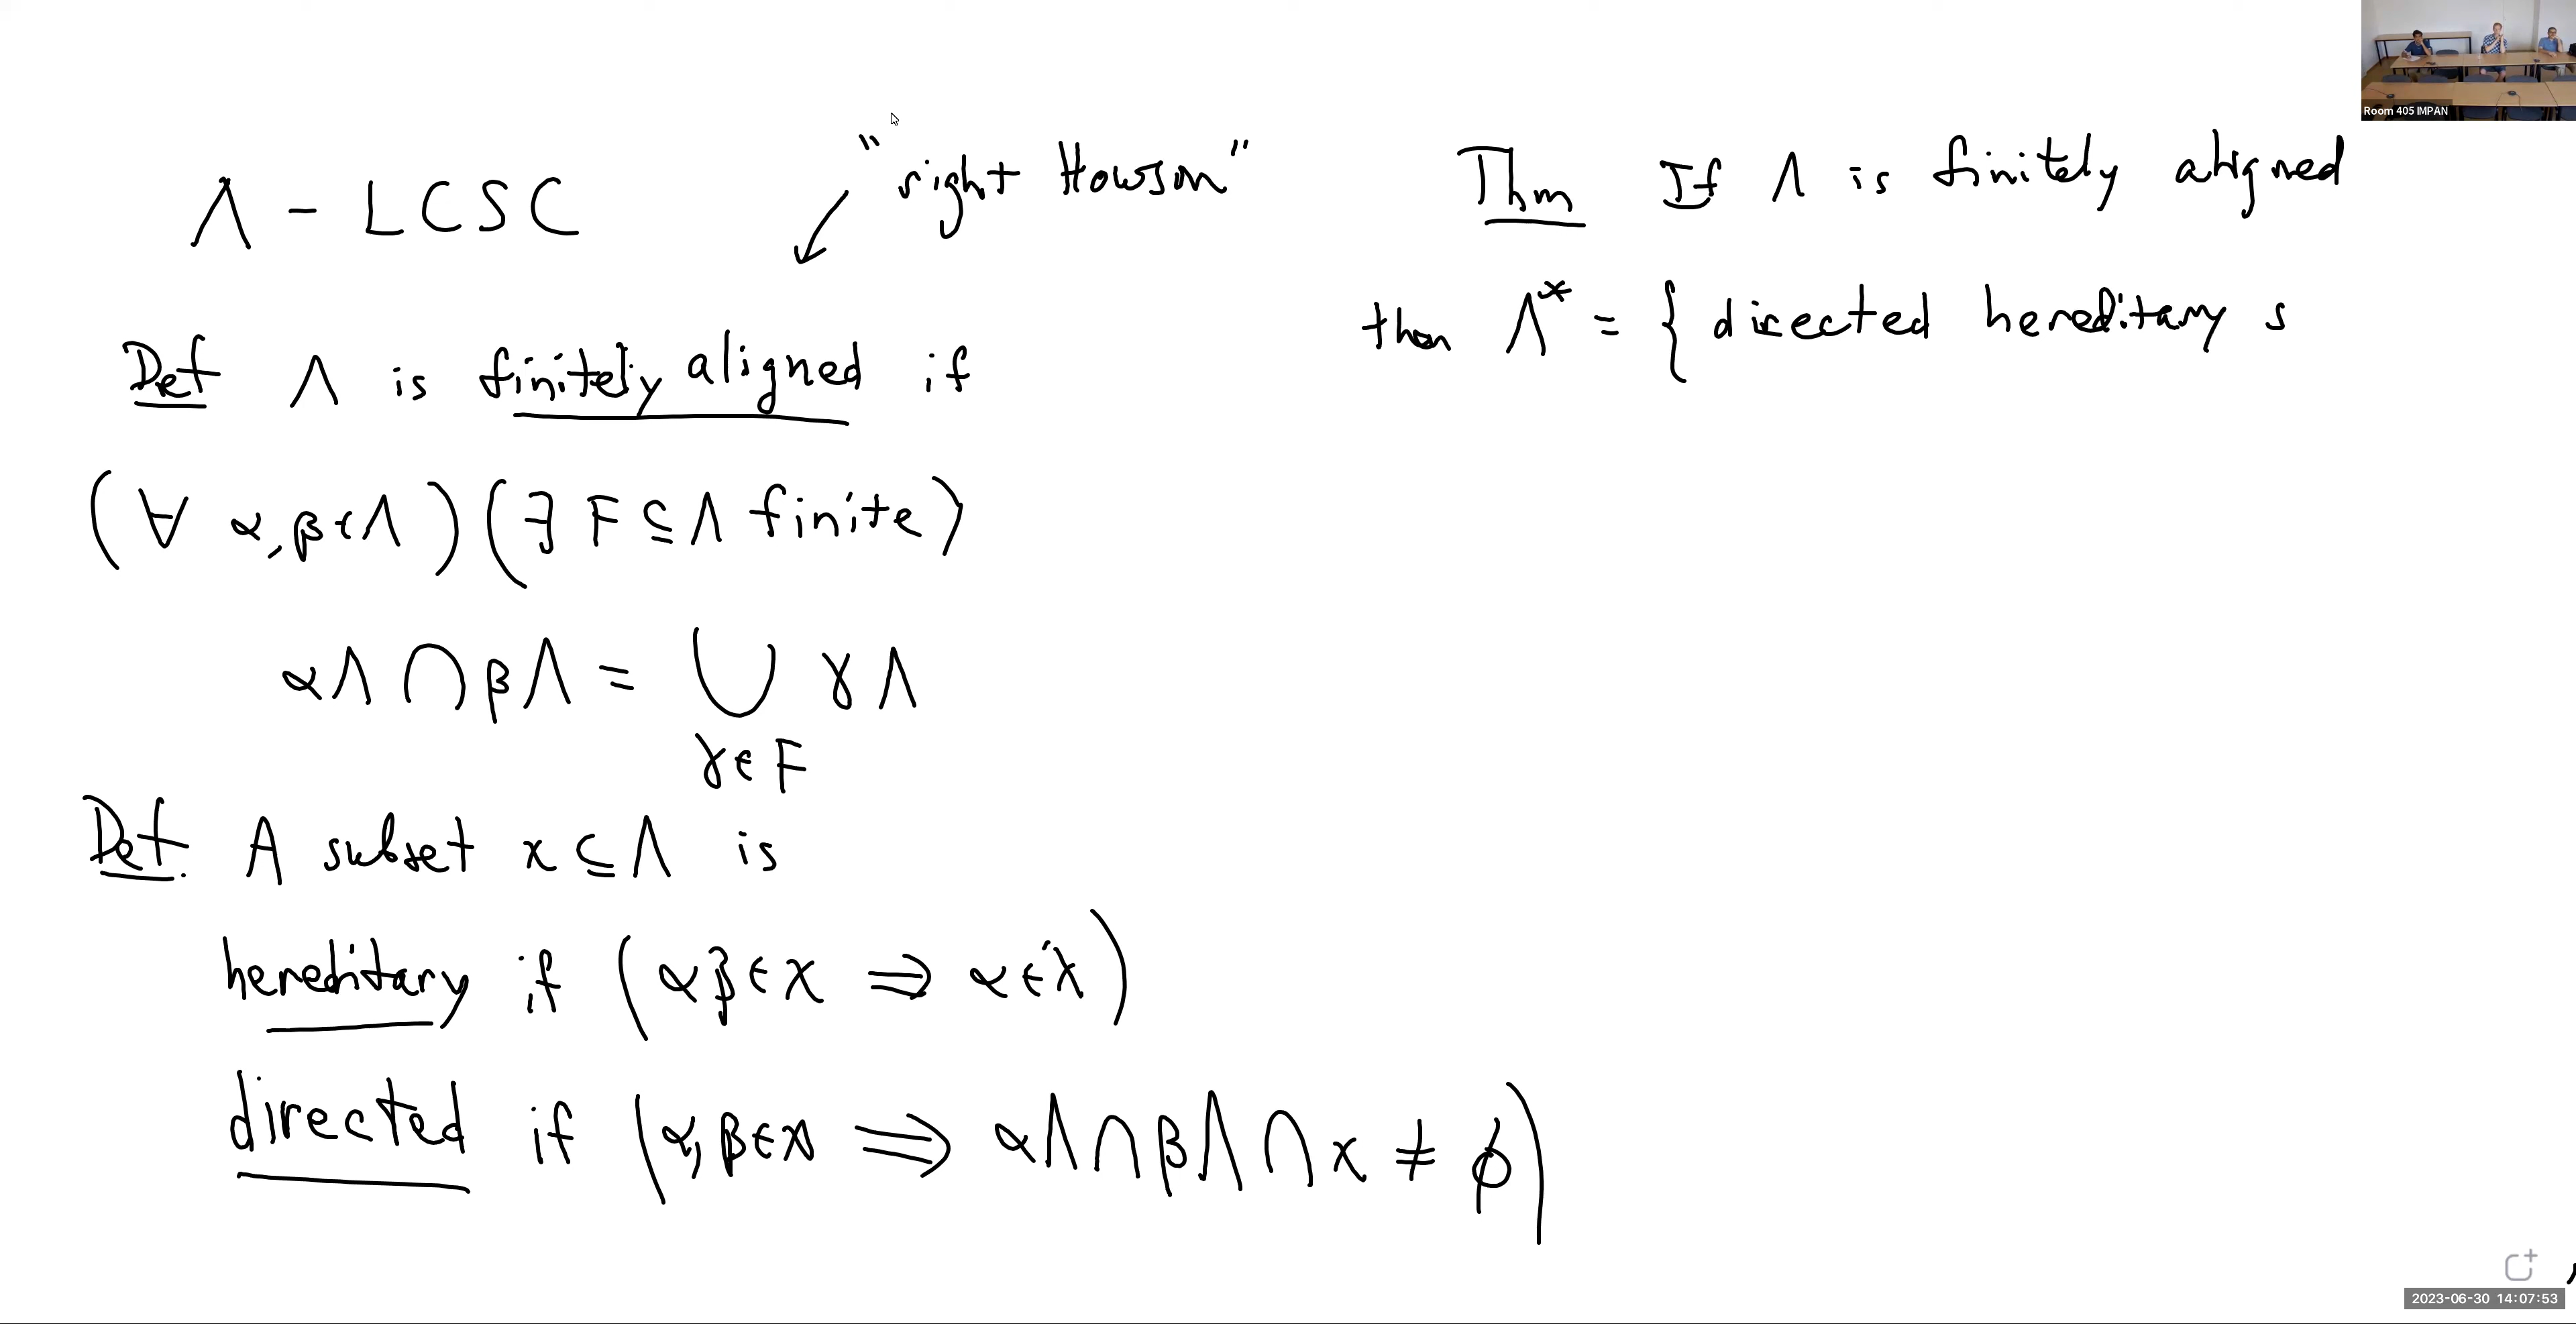 Λ - LCSC
"right Howson"
Def Λ is finitely aligned if
(∀ α, β ∈ Λ) (∃ F ⊆ Λ finite)
αΛ ∩ βΛ = ⋃ γΛ
γ ∈ F
Def. A subset x ⊆ Λ is
hereditary if (αβ ∈ x ⇒ α ∈ x)
directed if (α, β ∈ x ⟹ αΛ ∩ βΛ ∩ x ≠ ∅)
Thm If Λ is finitely aligned
then Λ* = { directed hereditary s
Room 405 IMPAN
2023-06-30 14:07:53